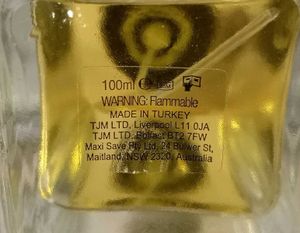 100ml ℮
WARNING: Flammable
MADE IN TURKEY
TJM LTD, Liverpool L11 0JA
TJM LTD, Belfast BT2 7FW
Maxi Save Pty Ltd, 24 Bulwer St,
Maitland, NSW 2320, Australia